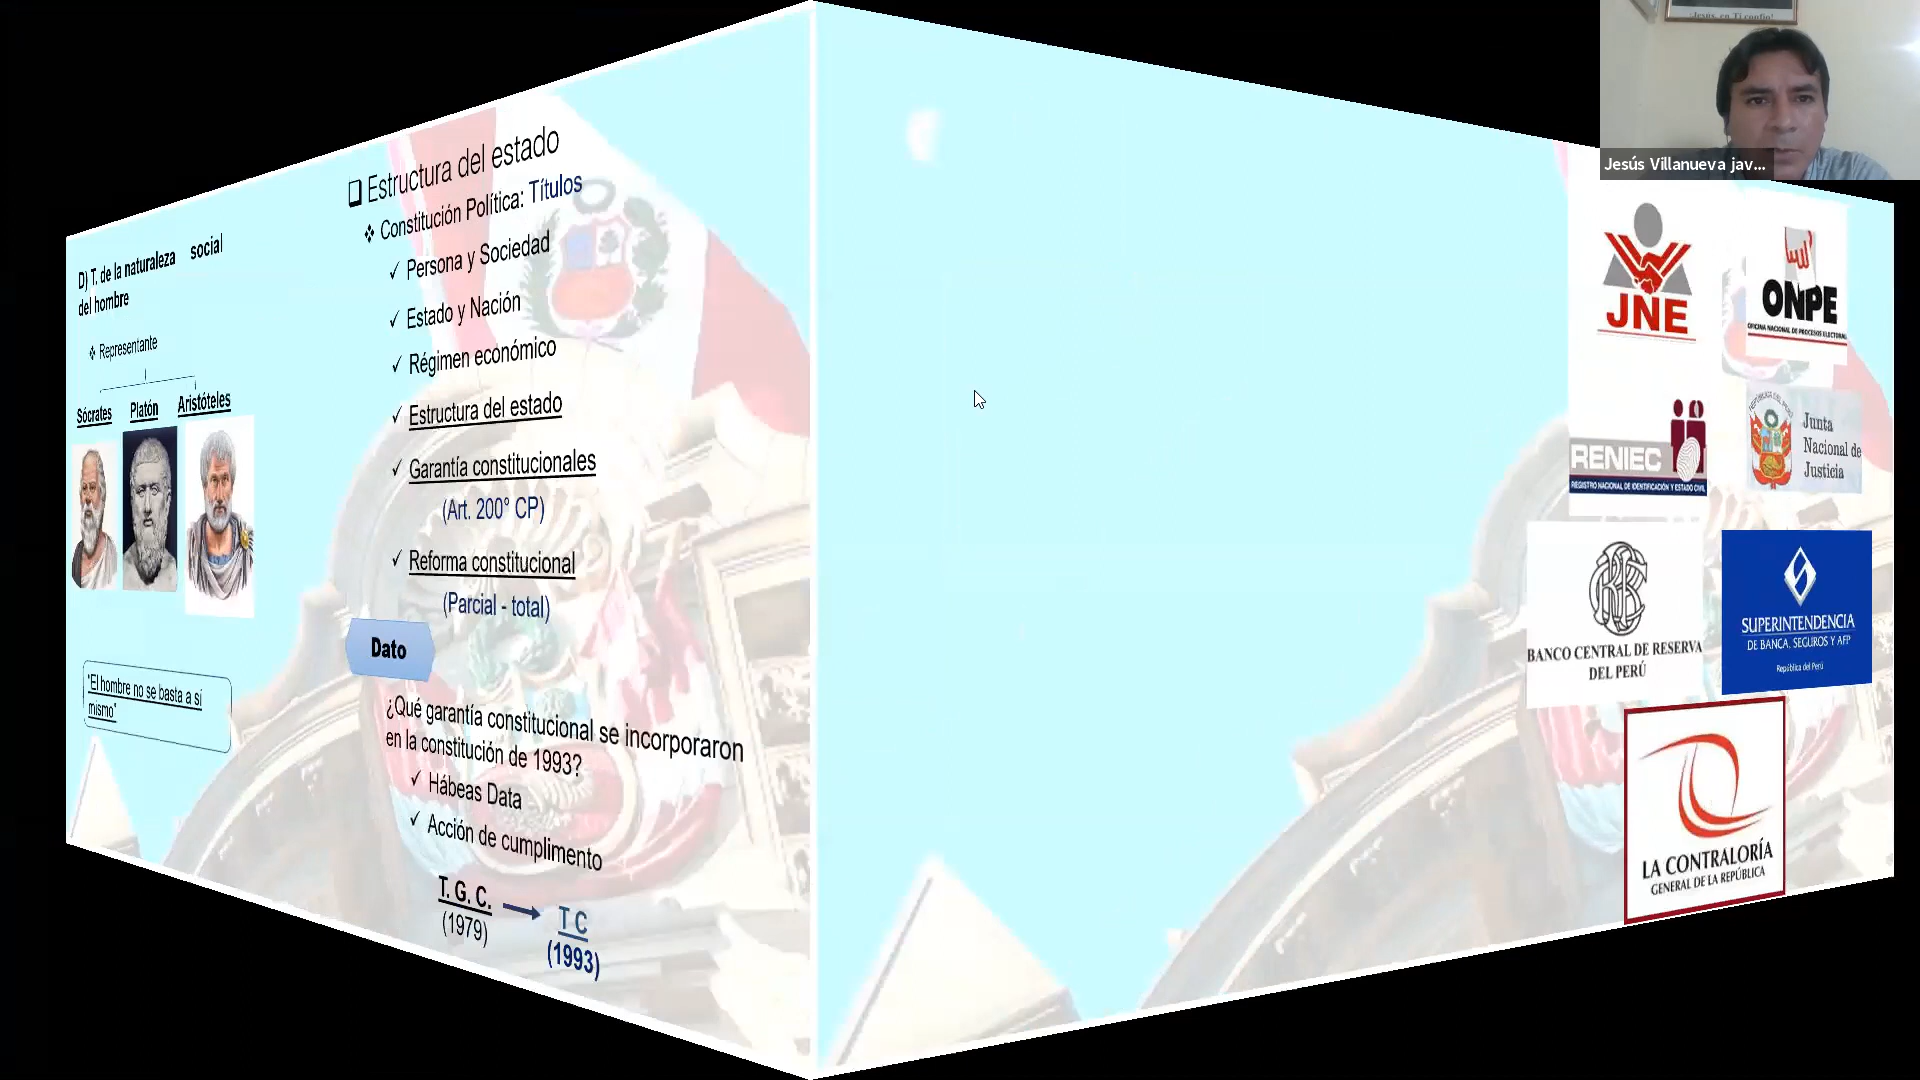 D) T. de la naturaleza social
del hombre
❖ Representante
Sócrates Platón Aristóteles
"El hombre no se basta a sí
mismo"
❑ Estructura del estado
❖ Constitución Política: Títulos
✓ Persona y Sociedad
✓ Estado y Nación
✓ Régimen económico
✓ Estructura del estado
✓ Garantía constitucionales
(Art. 200° CP)
✓ Reforma constitucional
(Parcial - total)
Dato
¿Qué garantía constitucional se incorporaron
en la constitución de 1993?
✓ Hábeas Data
✓ Acción de cumplimento
T. G. C.
(1979)
T C
(1993)
¡Jesús, en Ti confío!
Jesús Villanueva jav...
JNE
ONPE
OFICINA NACIONAL DE PROCESOS ELECTORAL
RENIEC
REGISTRO NACIONAL DE IDENTIFICACIÓN Y ESTADO CIVIL
REPÚBLICA DEL PERÚ
Junta
Nacional de
Justicia
BANCO CENTRAL DE RESERVA
DEL PERÚ
SUPERINTENDENCIA
DE BANCA, SEGUROS Y AFP
República del Perú
LA CONTRALORÍA
GENERAL DE LA REPÚBLICA